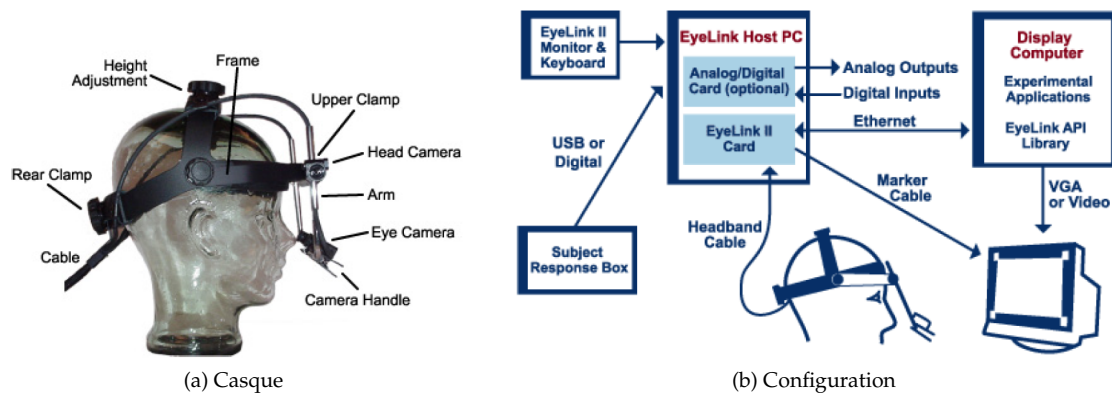 Height
Adjustment
Frame
Upper Clamp
Head Camera
Rear Clamp
Arm
Eye Camera
Cable
Camera Handle
(a) Casque
EyeLink II
Monitor &
Keyboard
EyeLink Host PC
Analog/Digital
Card (optional)
EyeLink II
Card
Analog Outputs
Digital Inputs
Ethernet
Display
Computer
Experimental
Applications
EyeLink API
Library
USB or
Digital
Marker
Cable
VGA
or Video
Headband
Cable
Subject
Response Box
(b) Configuration